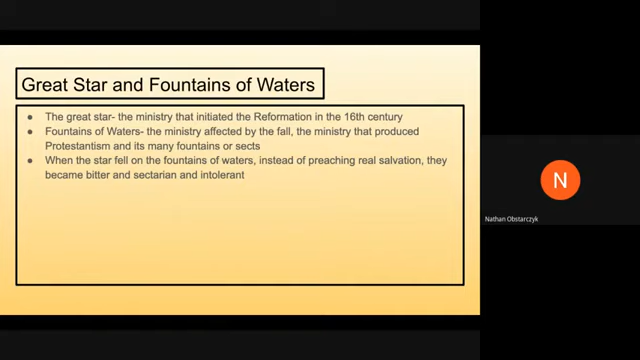 Great Star and Fountains of Waters
● The great star- the ministry that initiated the Reformation in the 16th century
● Fountains of Waters- the ministry affected by the fall, the ministry that produced
Protestantism and its many fountains or sects
● When the star fell on the fountains of waters, instead of preaching real salvation, they
became bitter and sectarian and intolerant
N
Nathan Obstarczyk